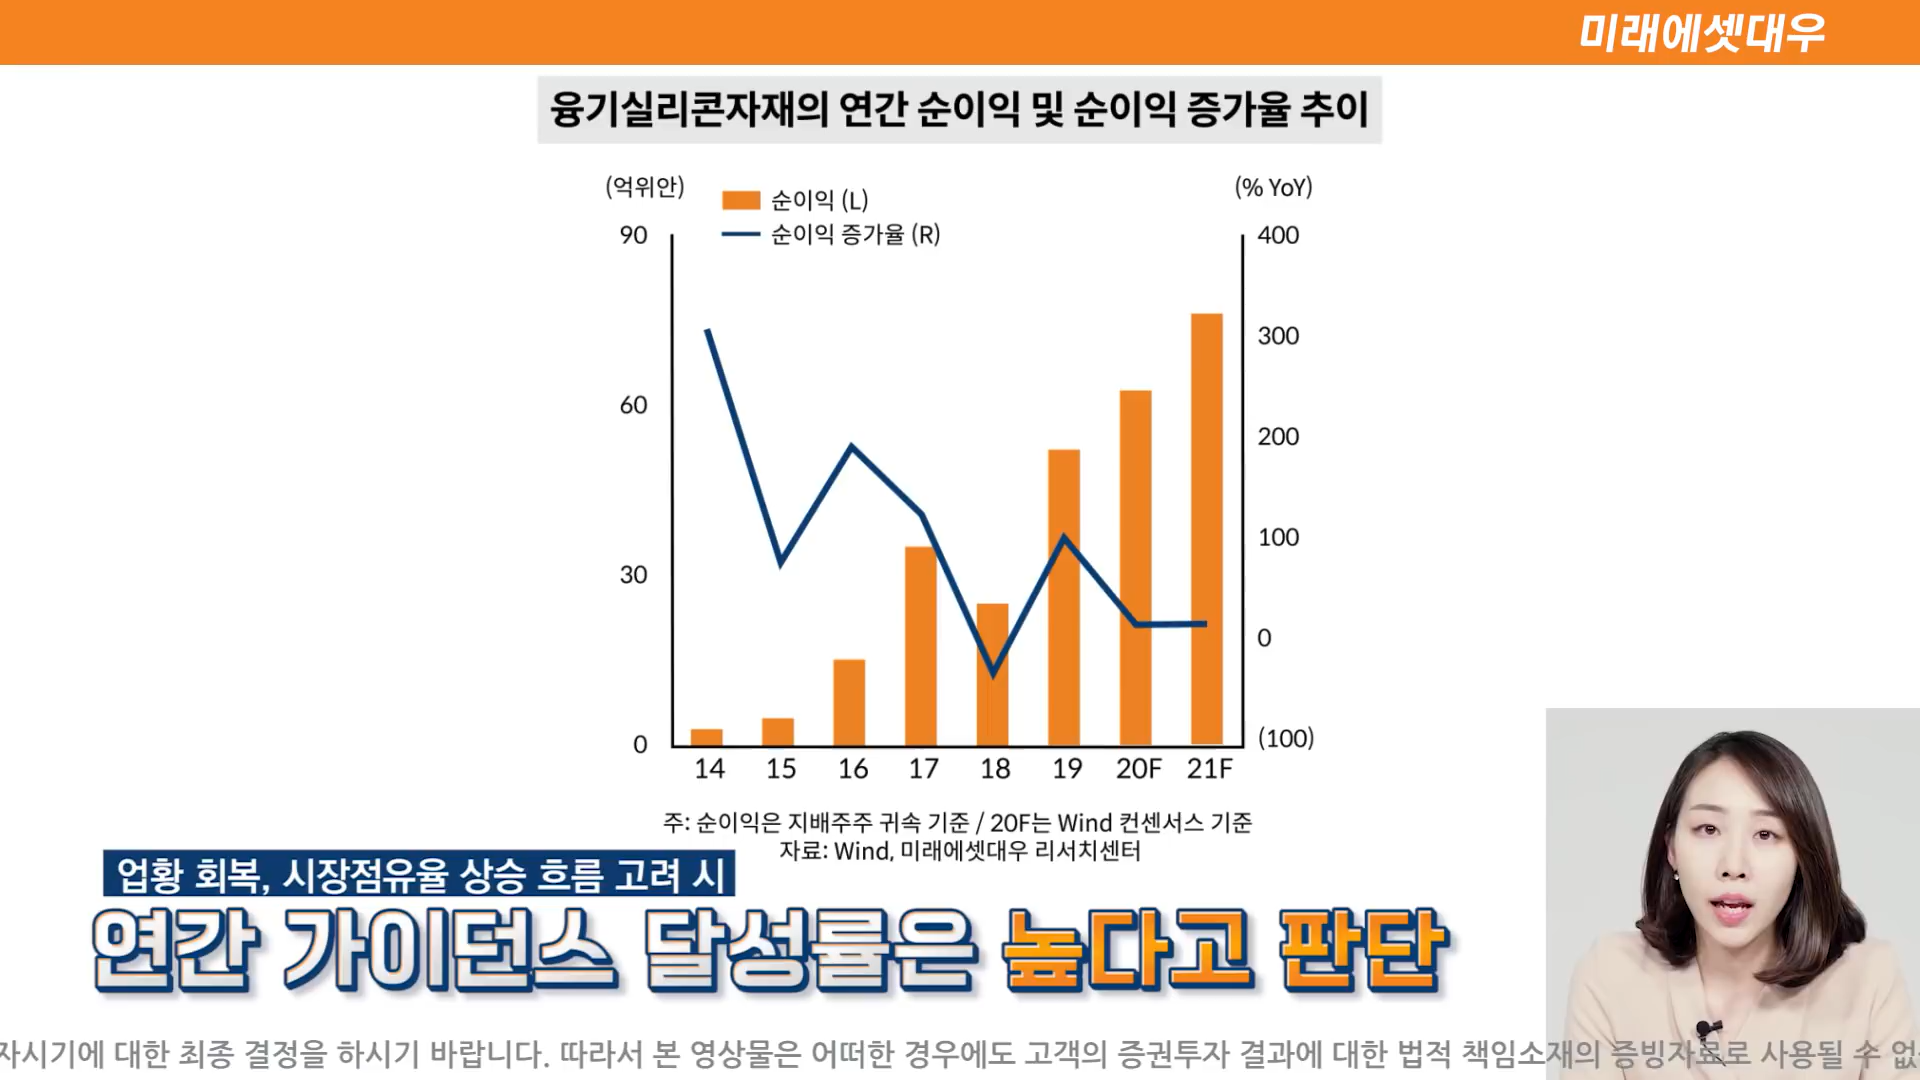 미래에셋대우
융기실리콘자재의 연간 순이익 및 순이익 증가율 추이
(억위안)
(% YoY)
순이익 (L)
순이익 증가율 (R)
90
60
30
0
400
300
200
100
0
(100)
14 15 16 17 18 19 20F 21F
주: 순이익은 지배주주 귀속 기준 / 20F는 Wind 컨센서스 기준
자료: Wind, 미래에셋대우 리서치센터
업황 회복, 시장점유율 상승 흐름 고려 시
연간 가이던스 달성률은 높다고 판단
자시기에 대한 최종 결정을 하시기 바랍니다. 따라서 본 영상물은 어떠한 경우에도 고객의 증권투자 결과에 대한 법적 책임소재의 증빙자료로 사용될 수 없